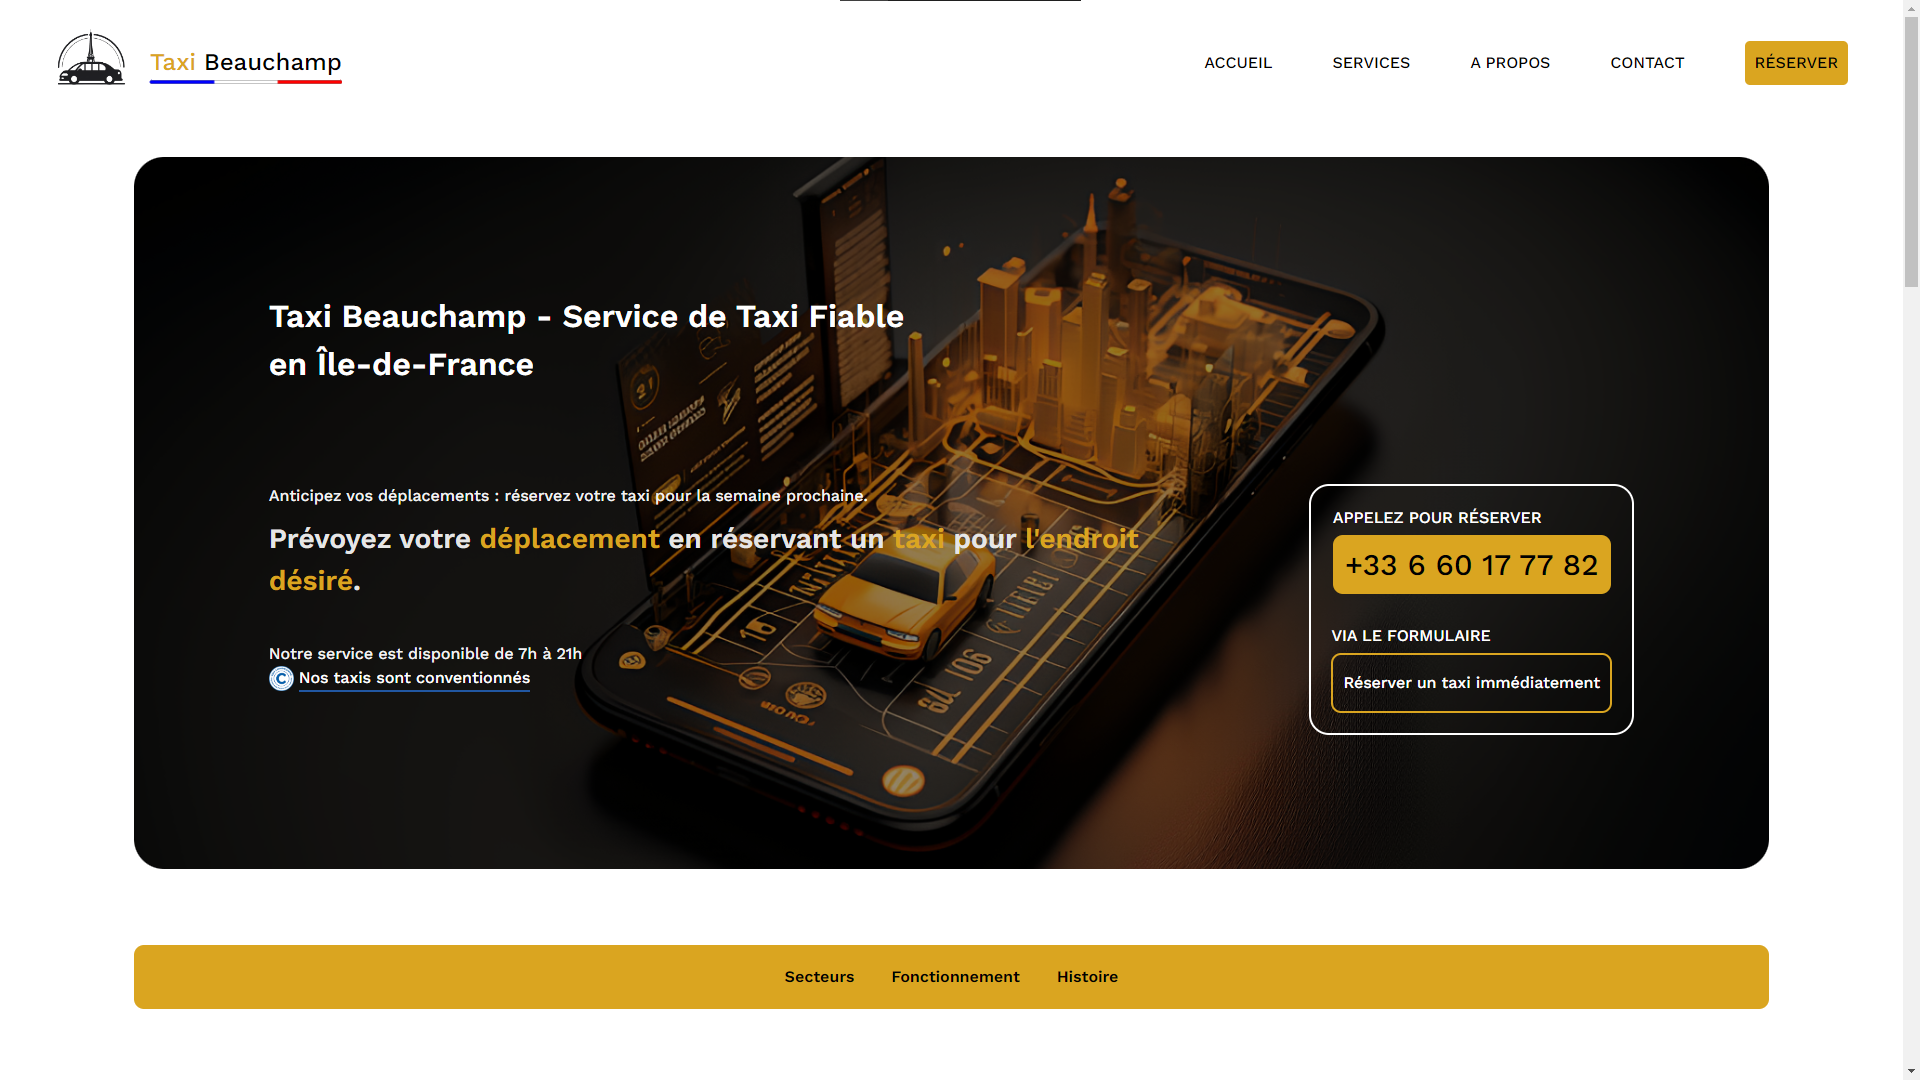 Taxi Beauchamp
ACCUEIL
SERVICES
A PROPOS
CONTACT
RÉSERVER
Taxi Beauchamp - Service de Taxi Fiable
en Île-de-France
Anticipez vos déplacements : réservez votre taxi pour la semaine prochaine.
Prévoyez votre déplacement en réservant un taxi pour l'endroit
désiré.
Notre service est disponible de 7h à 21h
Nos taxis sont conventionnés
APPELEZ POUR RÉSERVER
+33 6 60 17 77 82
VIA LE FORMULAIRE
Réserver un taxi immédiatement
Secteurs
Fonctionnement
Histoire